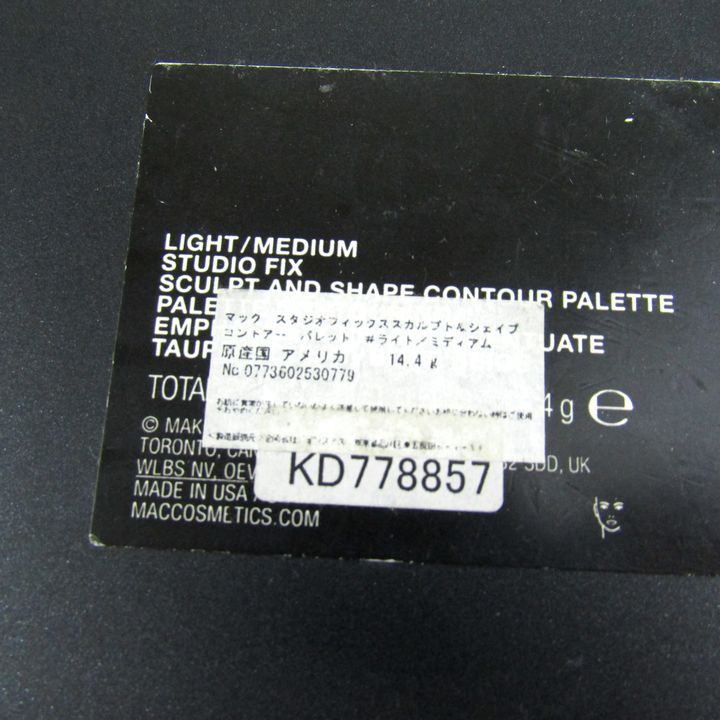 LIGHT/MEDIUM
STUDIO FIX
SCULPT AND SHAPE CONTOUR PALETTE
PALE
EMP UATE
TAUP
TOTA 4g e
マック スタジオフィックススカルプト&シェイプ
コントアー パレット #ライト/ミディアム
原産国 アメリカ 14.4g
No 0773602530779
© MAK
TORONTO, CAN 5DD, UK
WLBS NV, OEV
KD778857
MADE IN USA
MACCOSMETICS.COM